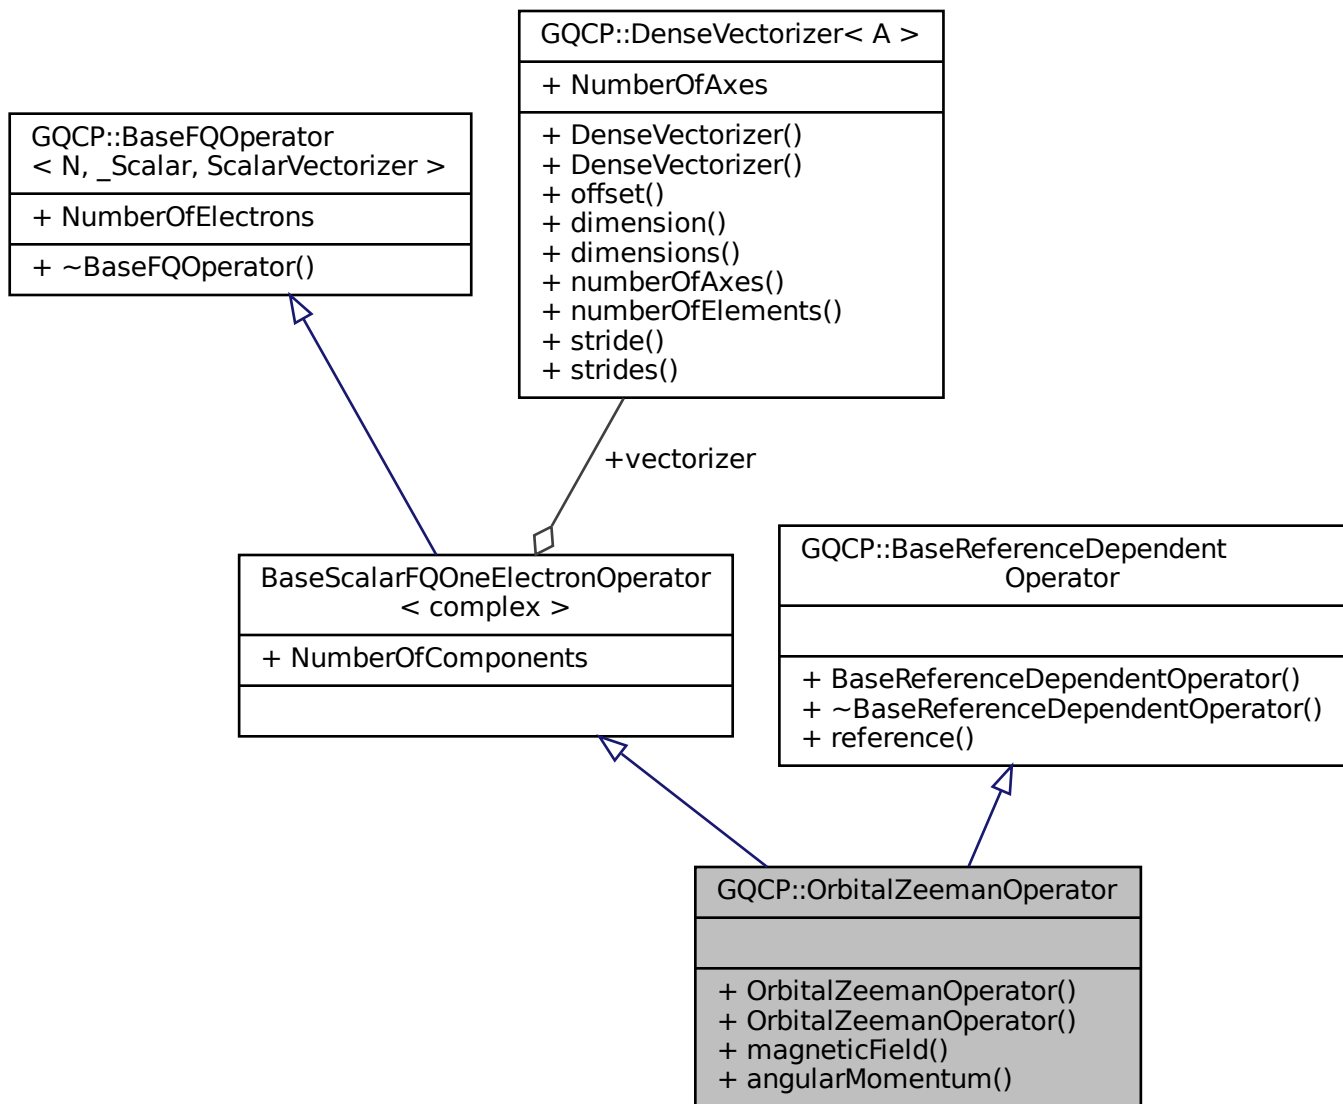 GQCP::DenseVectorizer< A >
+ NumberOfAxes
+ DenseVectorizer()
+ DenseVectorizer()
+ offset()
+ dimension()
+ dimensions()
+ numberOfAxes()
+ numberOfElements()
+ stride()
+ strides()
GQCP::BaseFQOperator
< N, _Scalar, ScalarVectorizer >
+ NumberOfElectrons
+ ~BaseFQOperator()
+vectorizer
BaseScalarFQOneElectronOperator
< complex >
+ NumberOfComponents
GQCP::BaseReferenceDependent
Operator
+ BaseReferenceDependentOperator()
+ ~BaseReferenceDependentOperator()
+ reference()
GQCP::OrbitalZeemanOperator
+ OrbitalZeemanOperator()
+ OrbitalZeemanOperator()
+ magneticField()
+ angularMomentum()